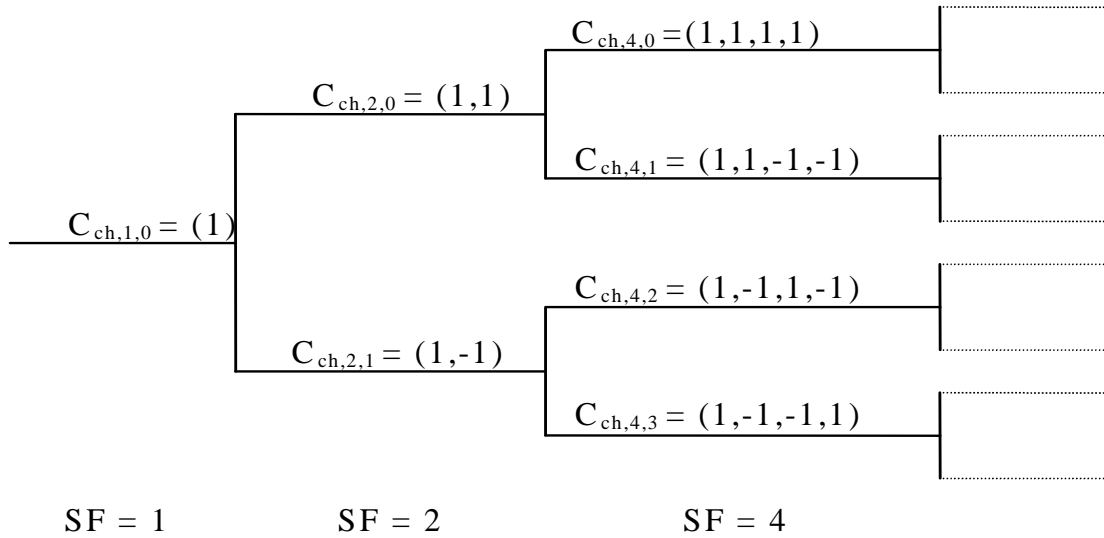 C ch,4,0 =(1,1,1,1)
C ch,2,0 = (1,1)
C ch,4,1 = (1,1,-1,-1)
C ch,1,0 = (1)
C ch,4,2 = (1,-1,1,-1)
C ch,2,1 = (1,-1)
C ch,4,3 = (1,-1,-1,1)
SF = 1 SF = 2 SF = 4